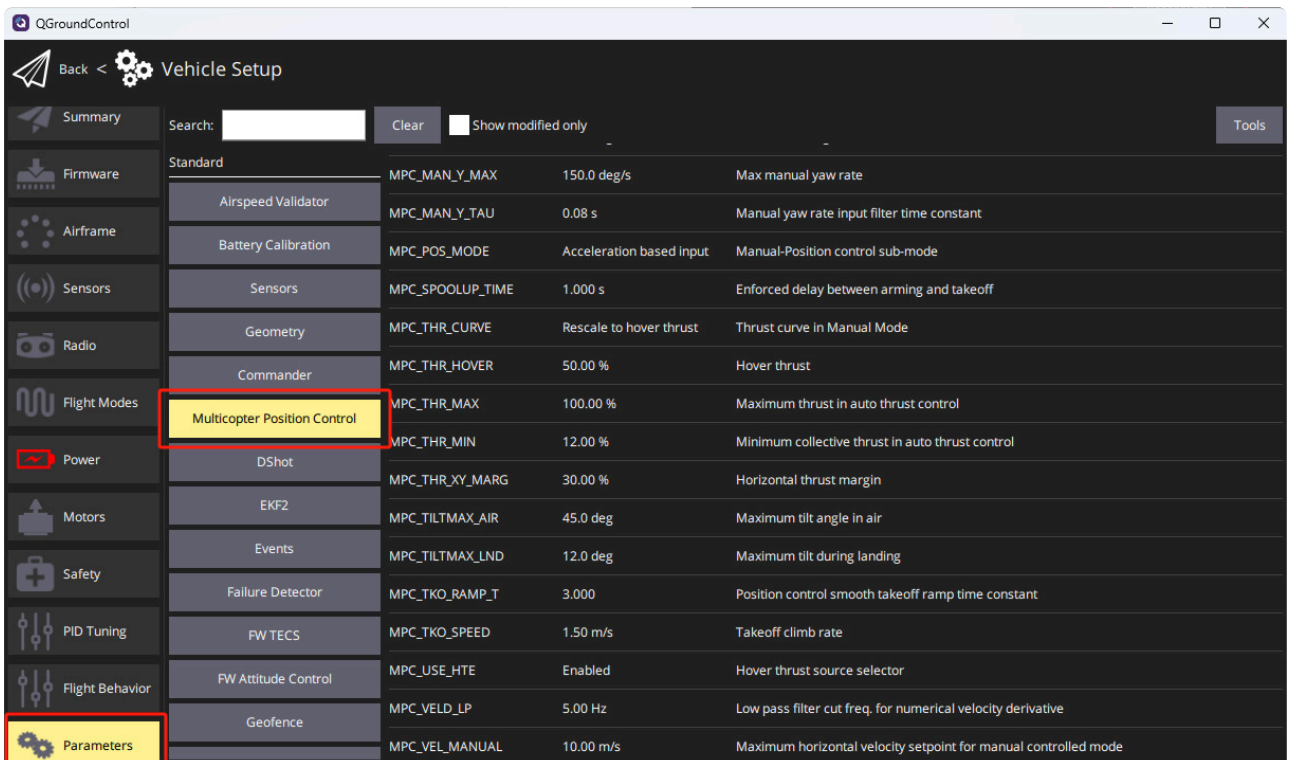 QGroundControl
Back < Vehicle Setup
Summary
Firmware
Airframe
Sensors
Radio
Flight Modes
Power
Motors
Safety
PID Tuning
Flight Behavior
Parameters
Search: Clear Show modified only Tools
Standard
Airspeed Validator
Battery Calibration
Sensors
Geometry
Commander
Multicopter Position Control
DShot
EKF2
Events
Failure Detector
FW TECS
FW Attitude Control
Geofence
MPC_MAN_Y_MAX 150.0 deg/s Max manual yaw rate
MPC_MAN_Y_TAU 0.08 s Manual yaw rate input filter time constant
MPC_POS_MODE Acceleration based input Manual-Position control sub-mode
MPC_SPOOLUP_TIME 1.000 s Enforced delay between arming and takeoff
MPC_THR_CURVE Rescale to hover thrust Thrust curve in Manual Mode
MPC_THR_HOVER 50.00 % Hover thrust
MPC_THR_MAX 100.00 % Maximum thrust in auto thrust control
MPC_THR_MIN 12.00 % Minimum collective thrust in auto thrust control
MPC_THR_XY_MARG 30.00 % Horizontal thrust margin
MPC_TILTMAX_AIR 45.0 deg Maximum tilt angle in air
MPC_TILTMAX_LND 12.0 deg Maximum tilt during landing
MPC_TKO_RAMP_T 3.000 Position control smooth takeoff ramp time constant
MPC_TKO_SPEED 1.50 m/s Takeoff climb rate
MPC_USE_HTE Enabled Hover thrust source selector
MPC_VELD_LP 5.00 Hz Low pass filter cut freq. for numerical velocity derivative
MPC_VEL_MANUAL 10.00 m/s Maximum horizontal velocity setpoint for manual controlled mode